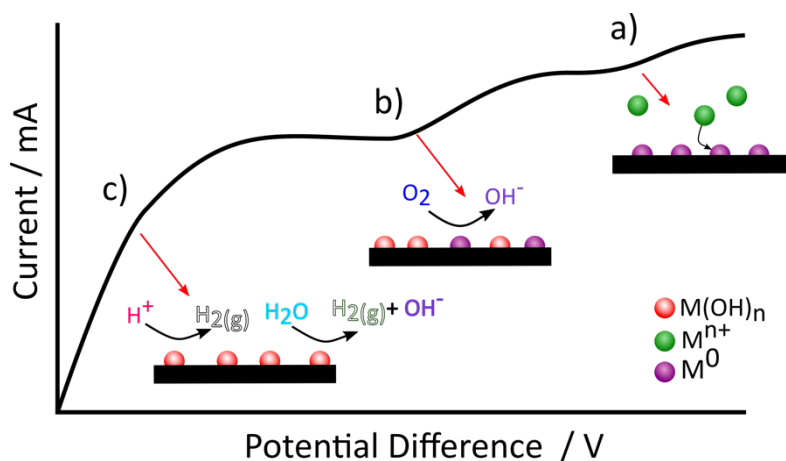 a)
b)
c)
O₂ OH⁻
H⁺ H₂(g) H₂O H₂(g)+ OH⁻
M(OH)ₙ
Mⁿ⁺
M⁰
Current / mA
Potential Difference / V